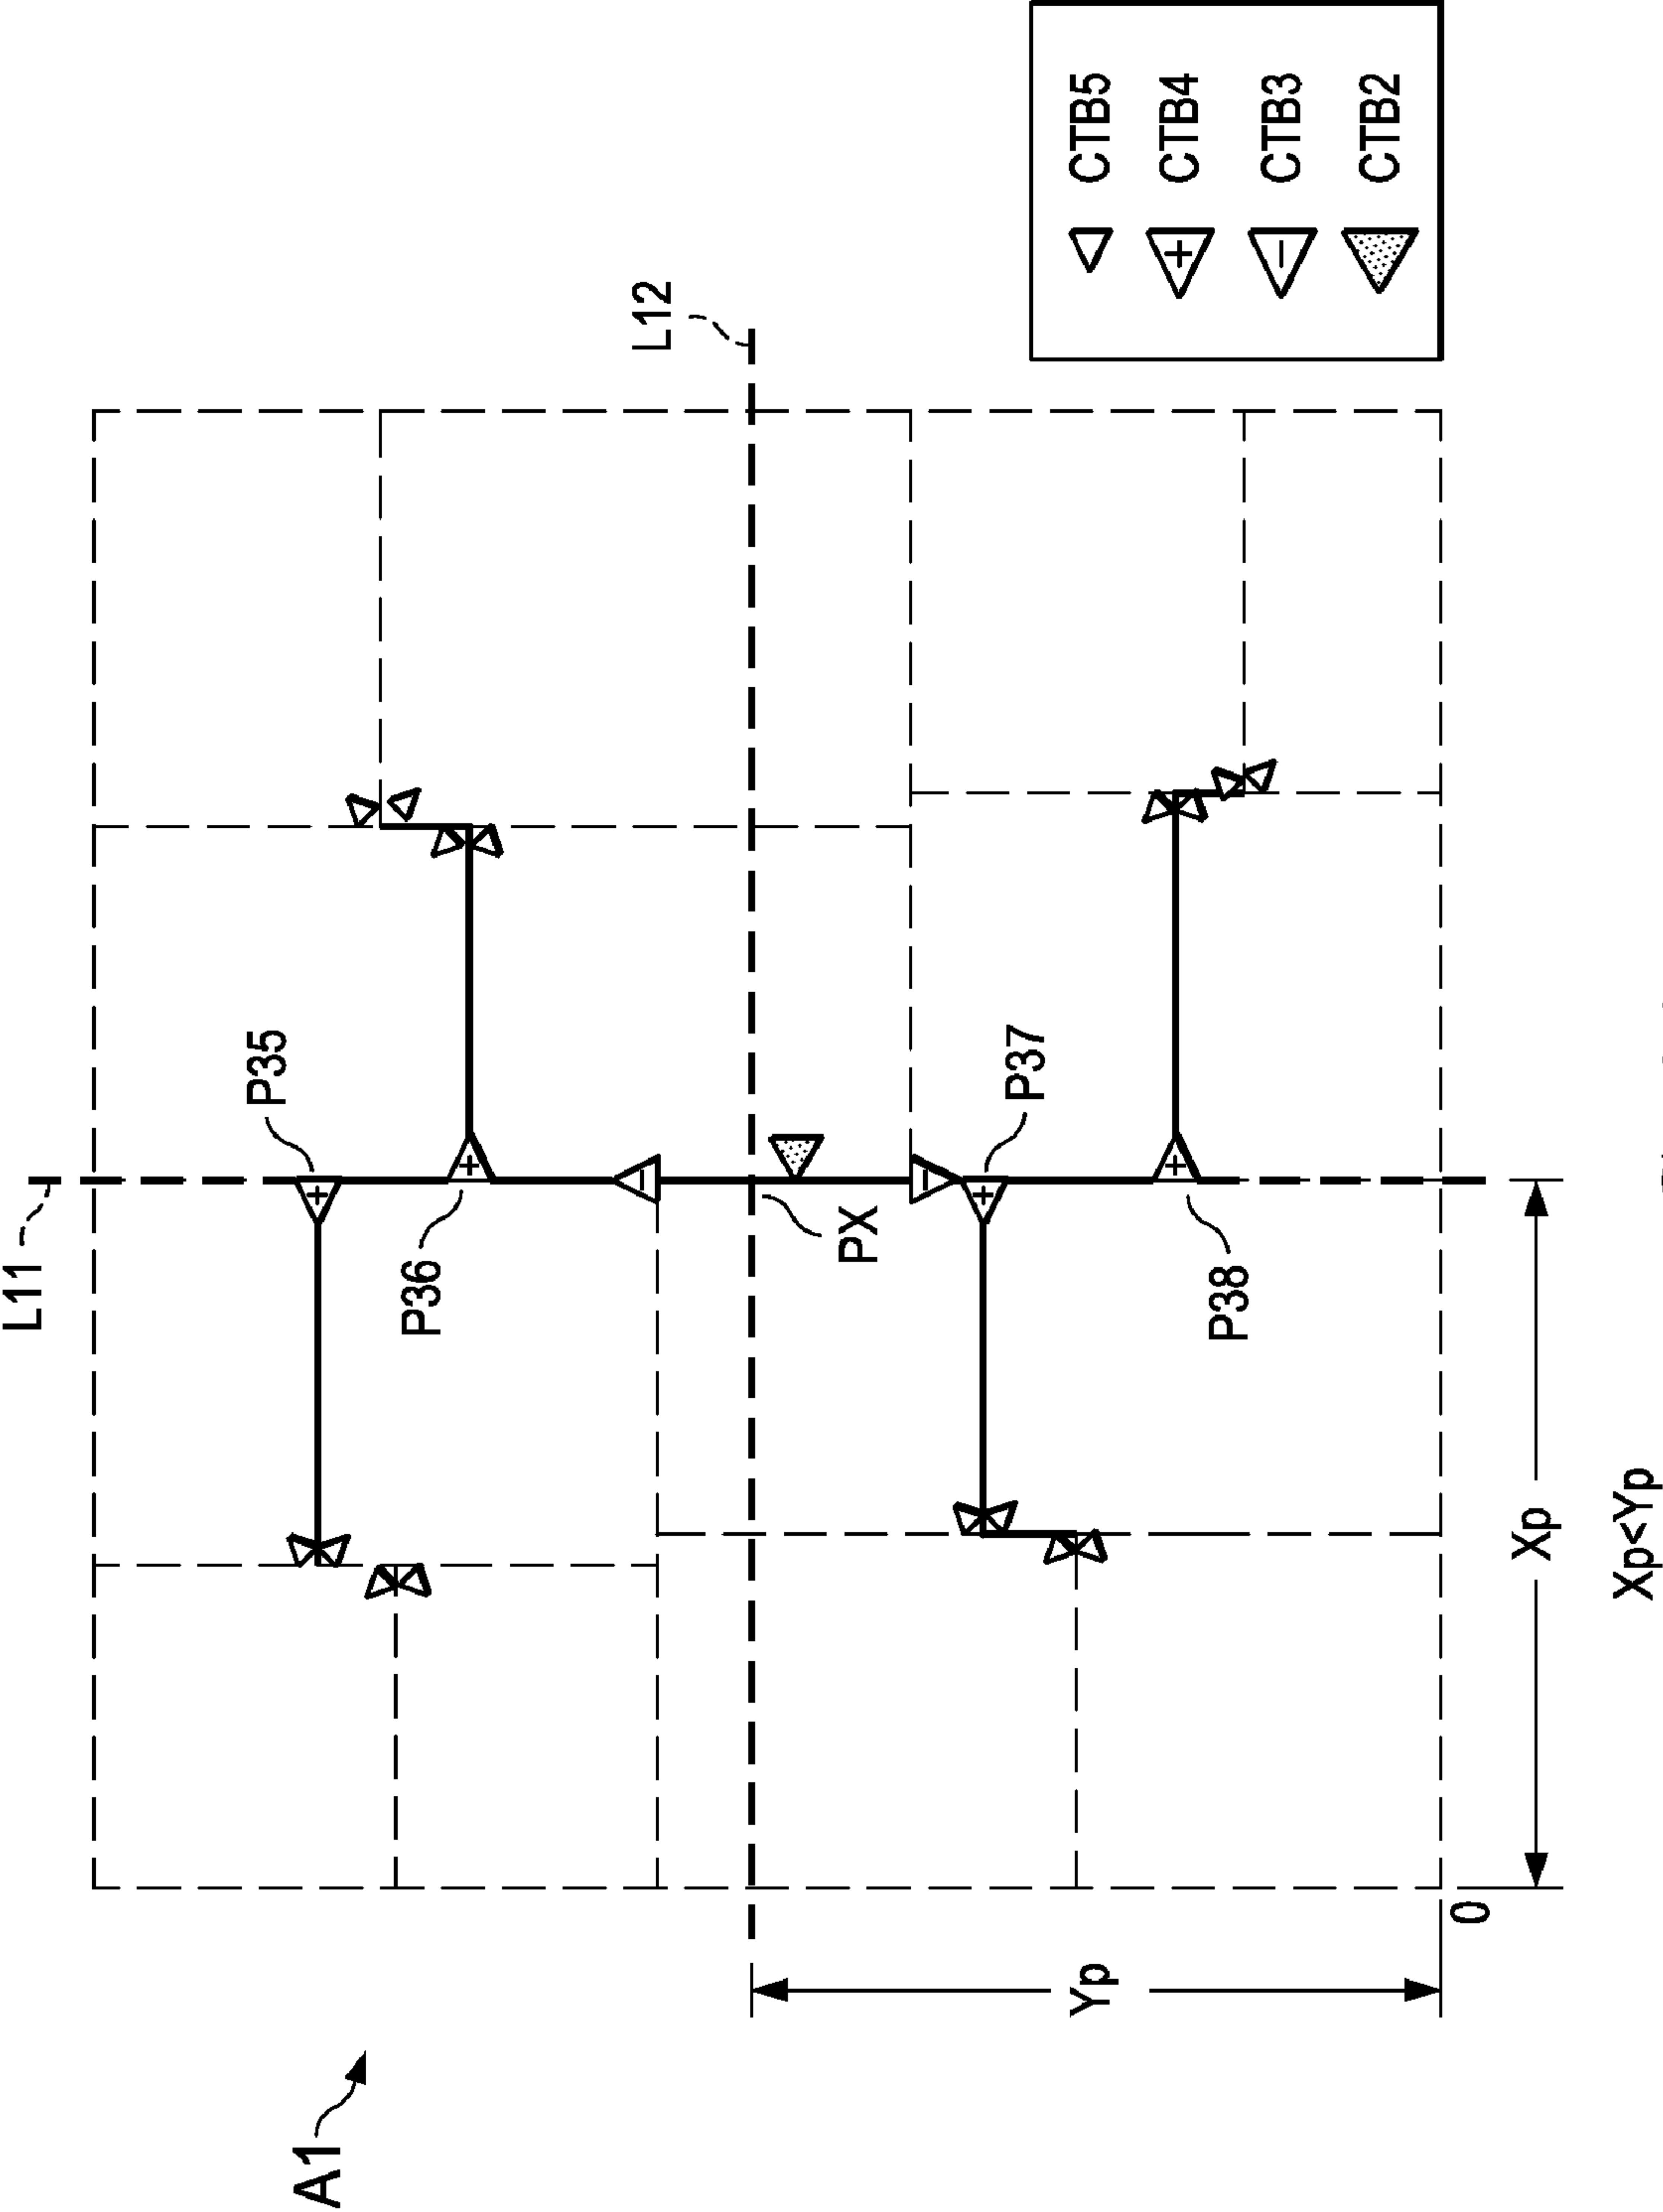 A1
L11
L12
P35
P36
PX
P37
P38
Yp
0
Xp
Xp<Yp
CTB5
+ CTB4
− CTB3
CTB2